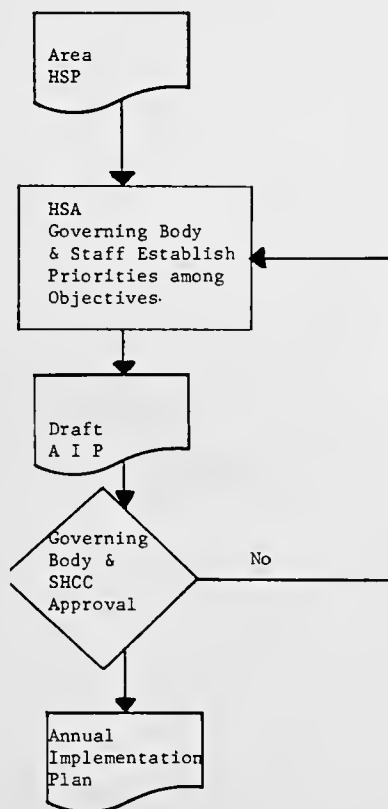 Area
HSP
HSA
Governing Body
& Staff Establish
Priorities among
Objectives.
Draft
A I P
Governing
Body &
SHCC
Approval
No
Annual
Implementation
Plan